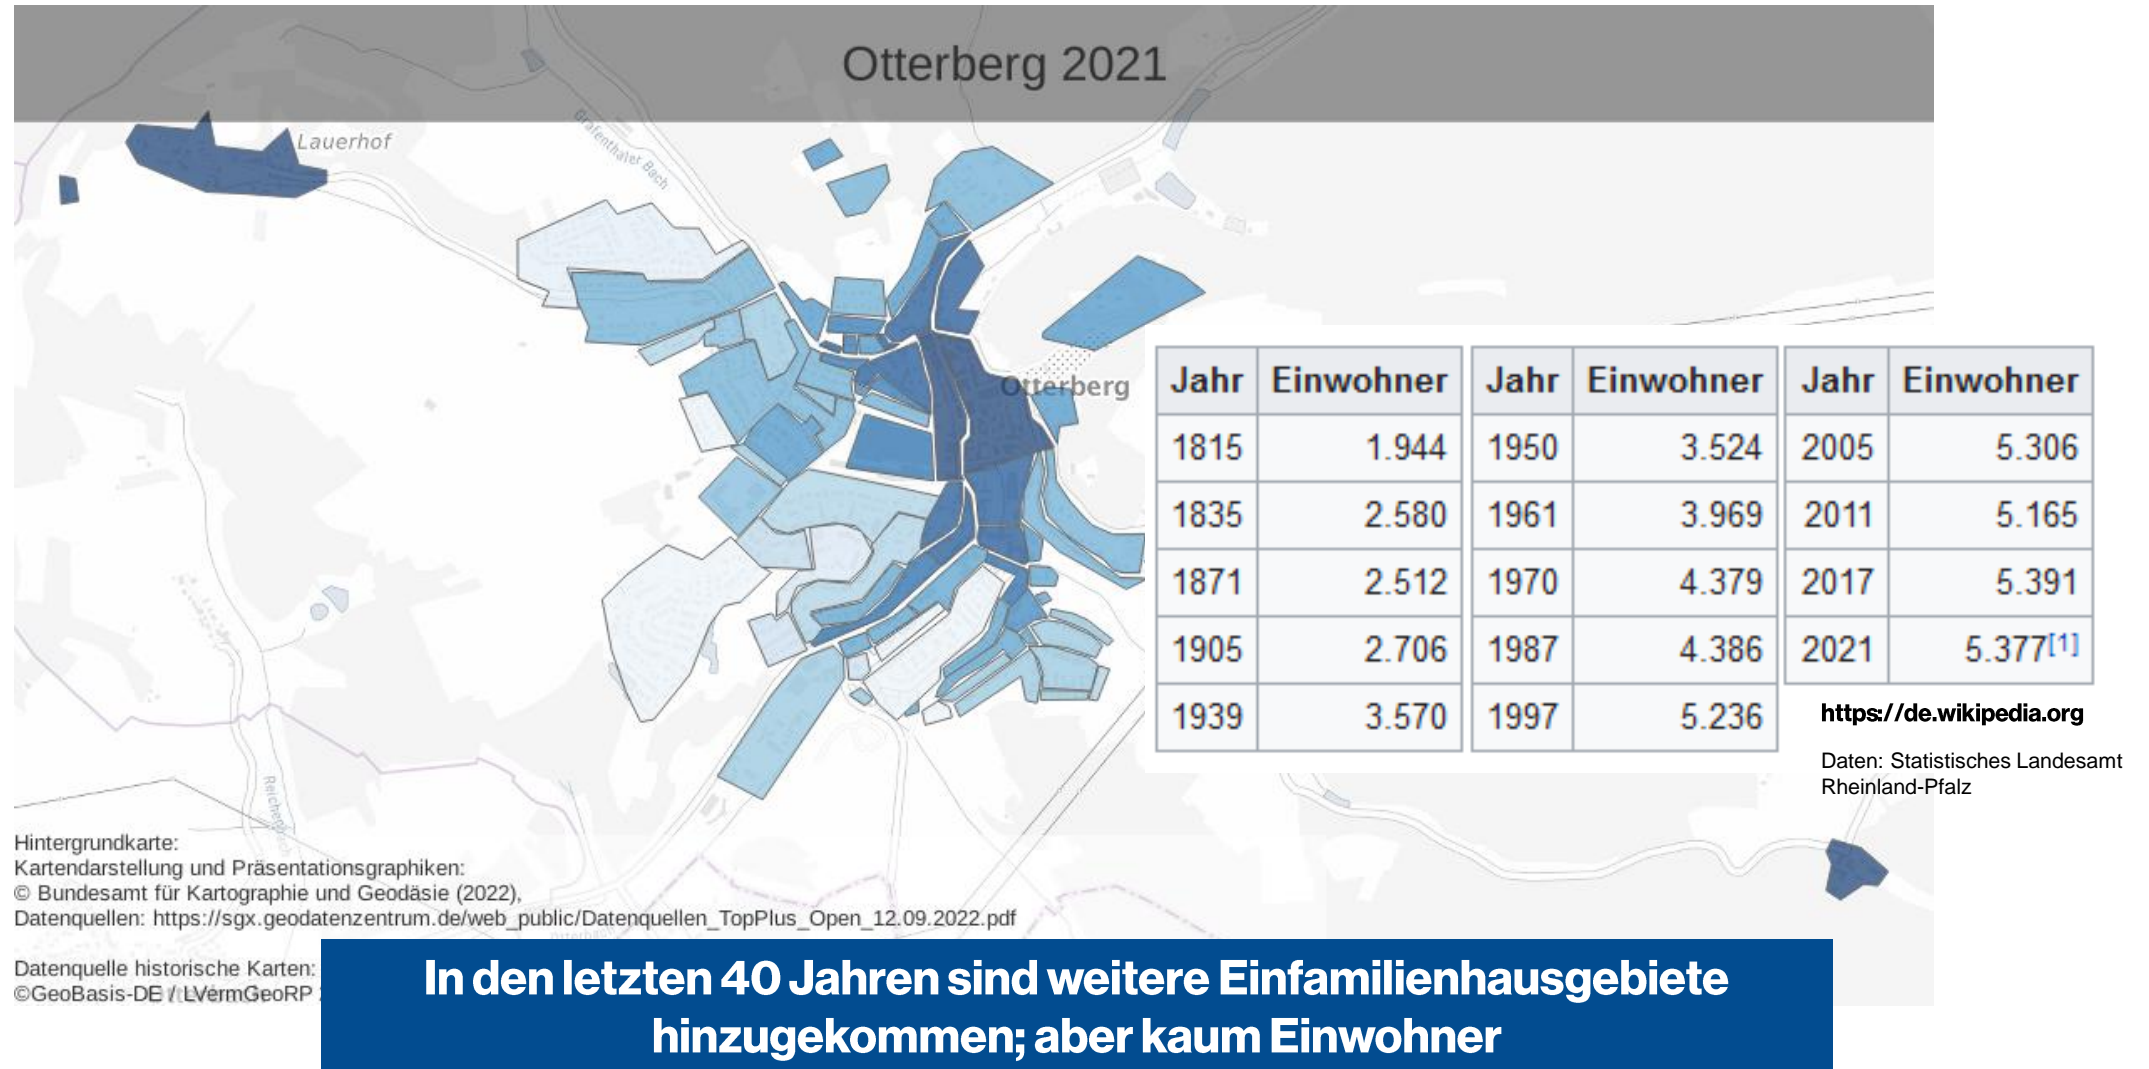 Otterberg 2021
Lauerhof
Grafenthaler Bach
Otterberg
Jahr Einwohner Jahr Einwohner Jahr Einwohner
1815 1.944 1950 3.524 2005 5.306
1835 2.580 1961 3.969 2011 5.165
1871 2.512 1970 4.379 2017 5.391
1905 2.706 1987 4.386 2021 5.377[1]
1939 3.570 1997 5.236
https://de.wikipedia.org
Daten: Statistisches Landesamt
Rheinland-Pfalz
Hintergrundkarte:
Kartendarstellung und Präsentationsgraphiken:
© Bundesamt für Kartographie und Geodäsie (2022),
Datenquellen: https://sgx.geodatenzentrum.de/web_public/Datenquellen_TopPlus_Open_12.09.2022.pdf
Datenquelle historische Karten:
©GeoBasis-DE / LVermGeoRP
In den letzten 40 Jahren sind weitere Einfamilienhausgebiete
hinzugekommen; aber kaum Einwohner